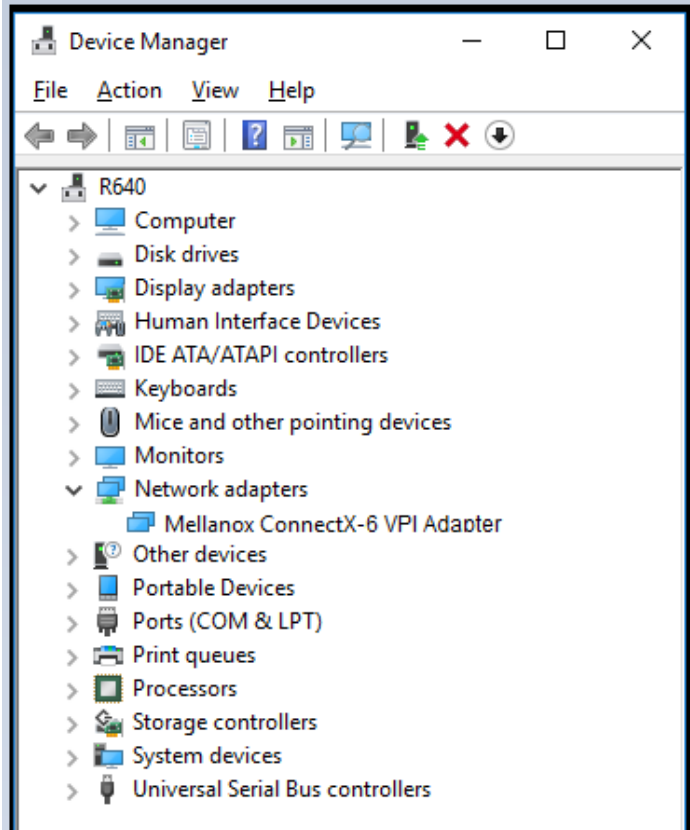 Device Manager
File Action View Help
R640
Computer
Disk drives
Display adapters
Human Interface Devices
IDE ATA/ATAPI controllers
Keyboards
Mice and other pointing devices
Monitors
Network adapters
Mellanox ConnectX-6 VPI Adapter
Other devices
Portable Devices
Ports (COM & LPT)
Print queues
Processors
Storage controllers
System devices
Universal Serial Bus controllers